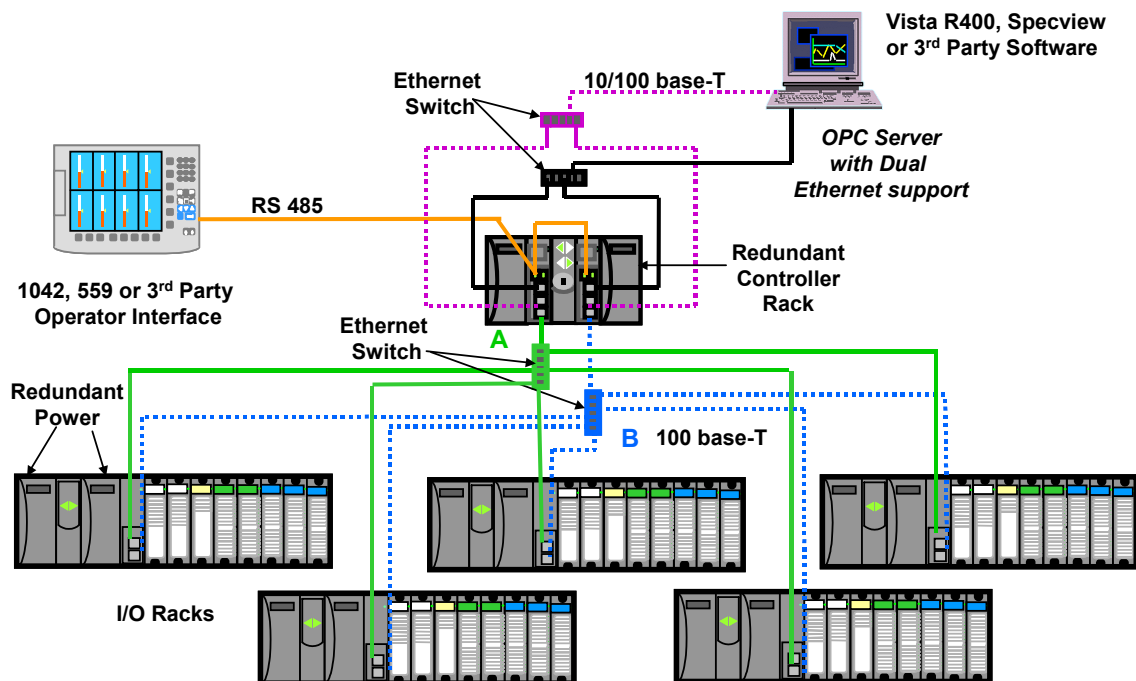 Vista R400, Specview
or 3rd Party Software
Ethernet
Switch
10/100 base-T
OPC Server
with Dual
Ethernet support
RS 485
Redundant
Controller
Rack
1042, 559 or 3rd Party
Operator Interface
A
Ethernet
Switch
Redundant
Power
B
100 base-T
I/O Racks